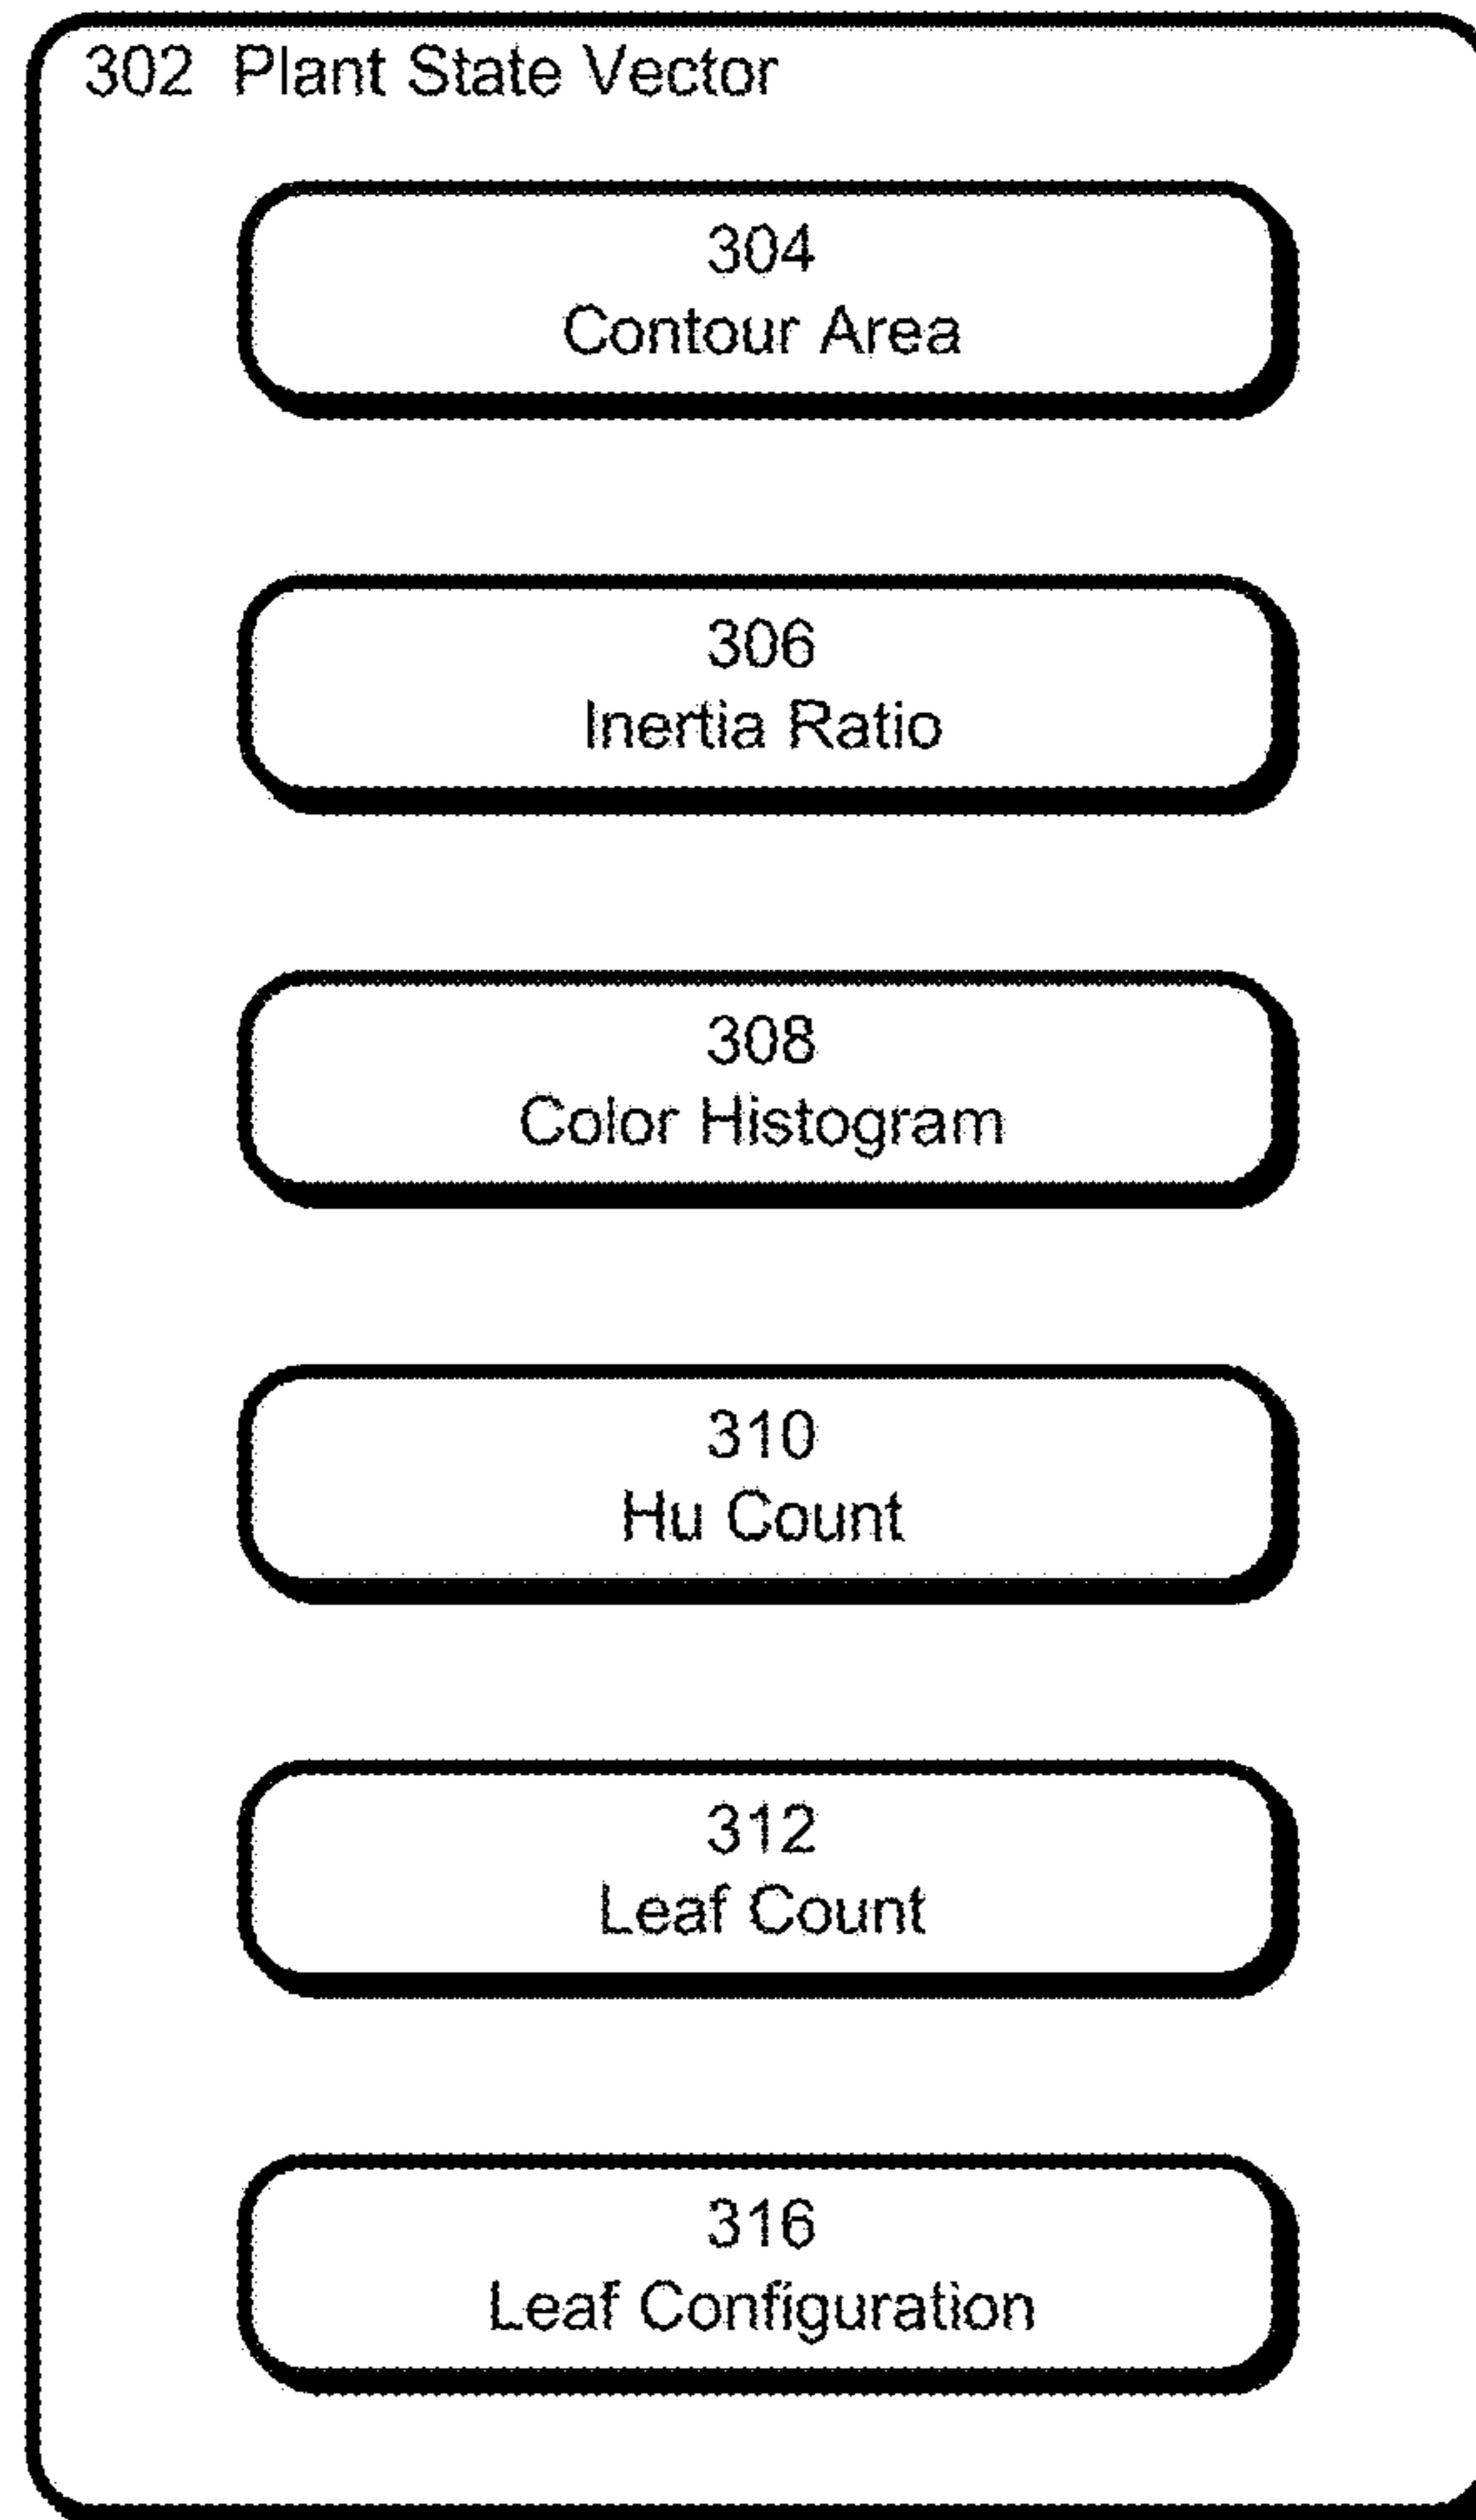 302 Plant State Vector
304
Contour Area
306
Inertia Ratio
308
Color Histogram
310
Hu Count
312
Leaf Count
316
Leaf Configuration